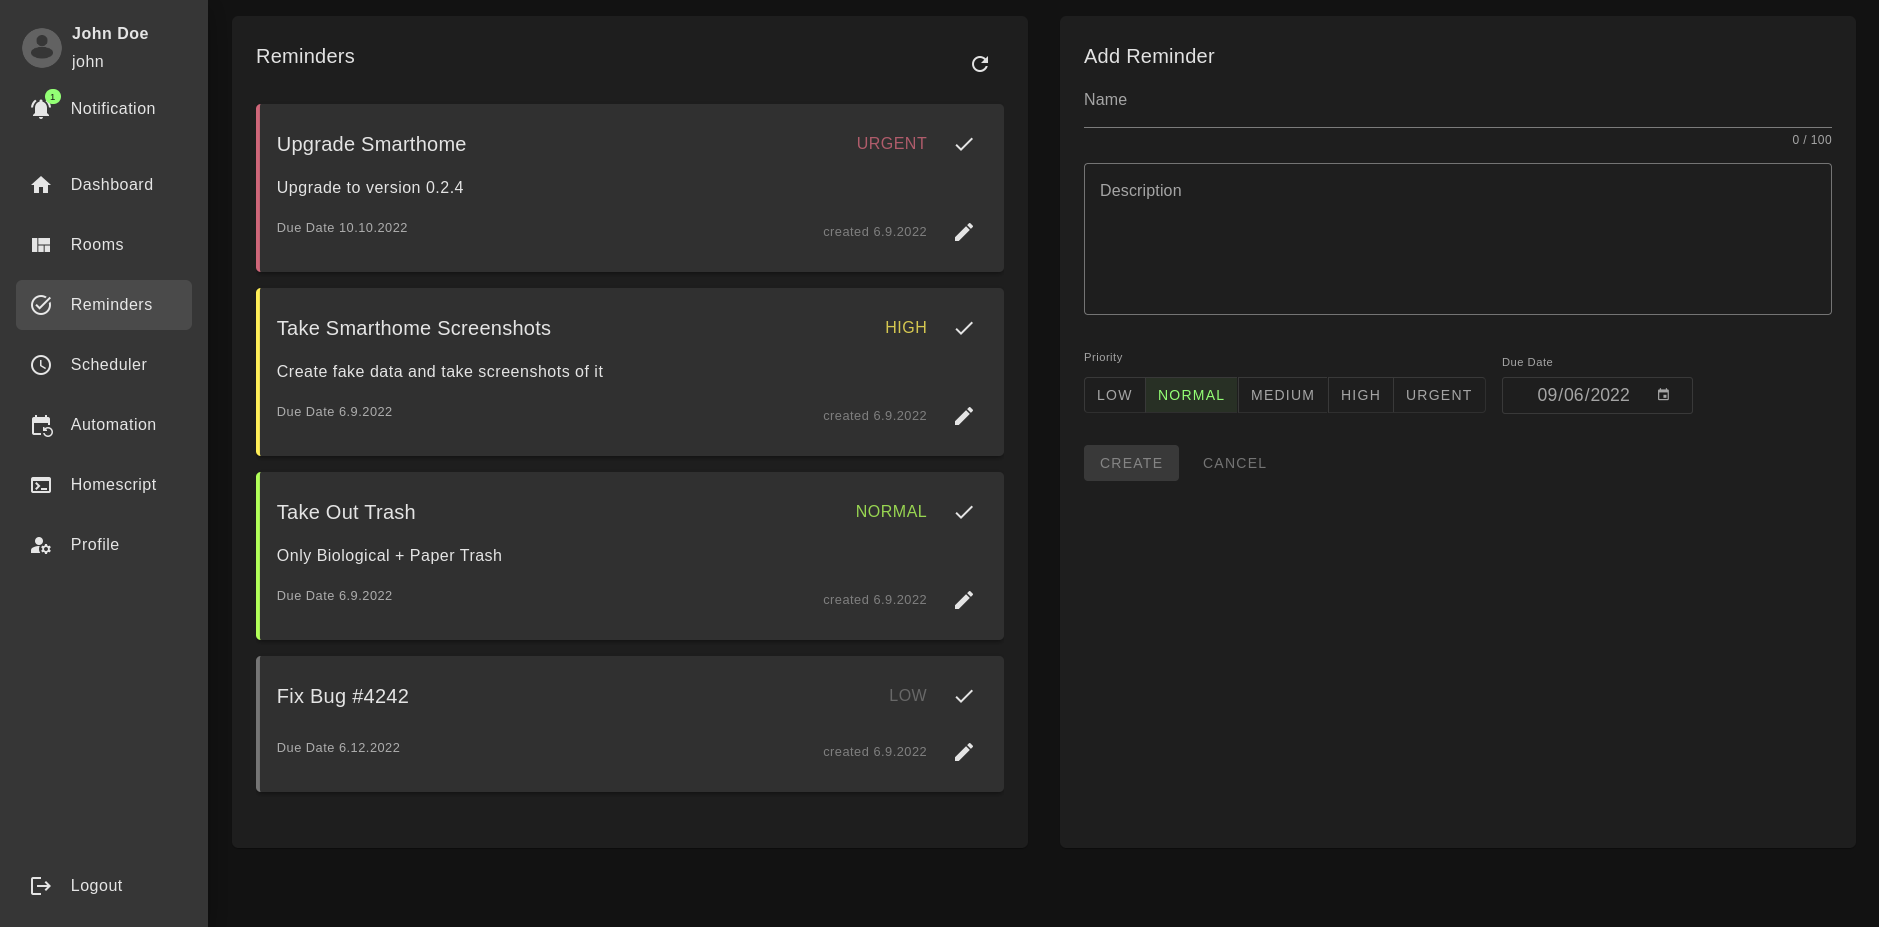 John Doe
john
1
Notification
Dashboard
Rooms
Reminders
Scheduler
Automation
Homescript
Profile
Logout
Reminders
Upgrade Smarthome URGENT
Upgrade to version 0.2.4
Due Date 10.10.2022 created 6.9.2022
Take Smarthome Screenshots HIGH
Create fake data and take screenshots of it
Due Date 6.9.2022 created 6.9.2022
Take Out Trash NORMAL
Only Biological + Paper Trash
Due Date 6.9.2022 created 6.9.2022
Fix Bug #4242 LOW
Due Date 6.12.2022 created 6.9.2022
Add Reminder
Name
0 / 100
Description
Priority
LOW NORMAL MEDIUM HIGH URGENT
Due Date
09/06/2022
CREATE CANCEL